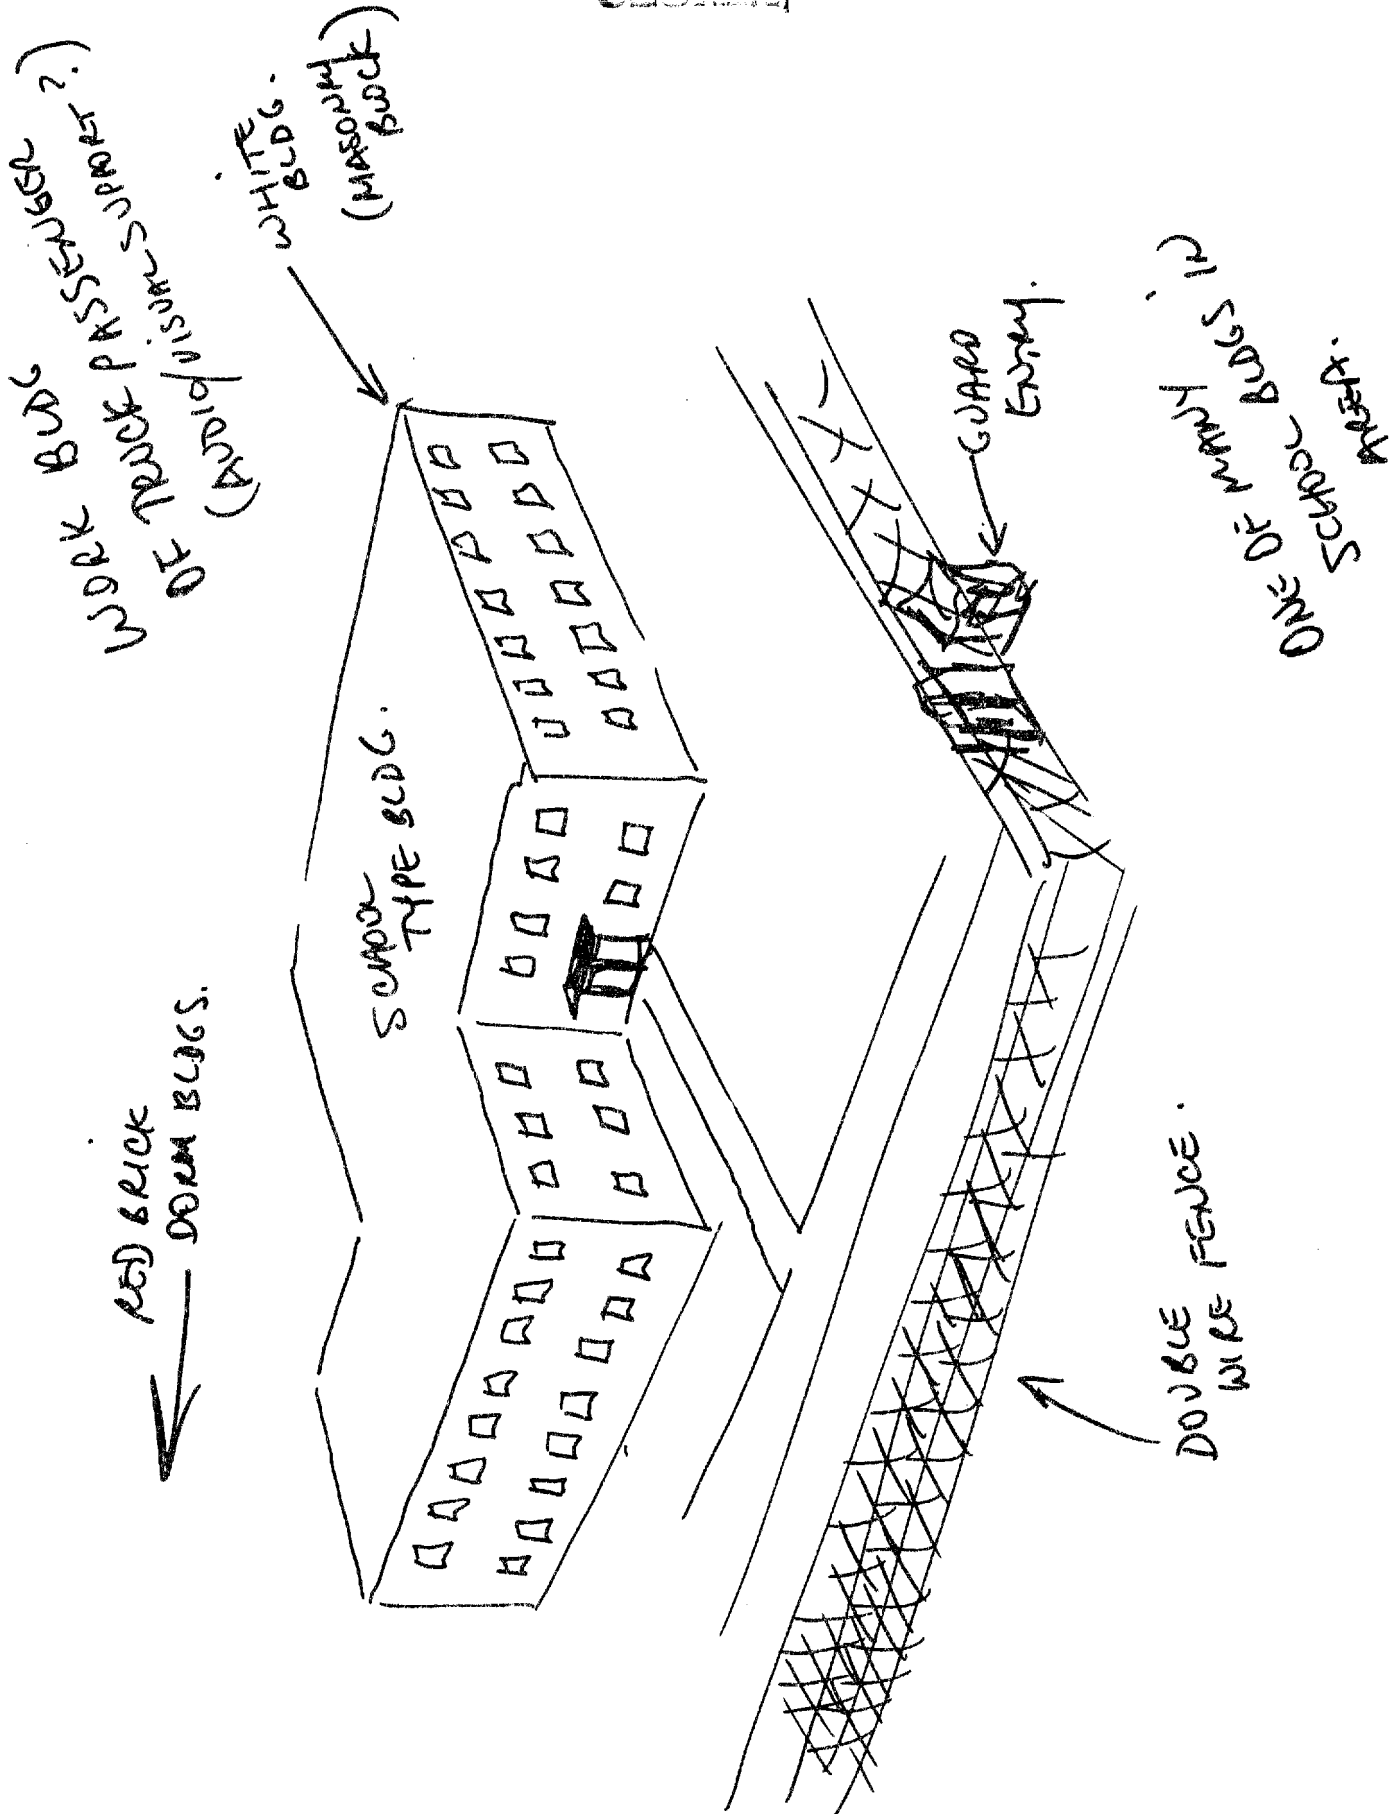 WORK BLDG
OF TRUCK PASSENGER
(AUDIO/VISUAL SUPPORT?)
WHITE
BLDG.
(MASONRY
BLOCK)
RED BRICK
DORM BLDGS.
SCHOOL
TYPE BLDG.
GUARD
ENTRY.
DOUBLE
WIRE FENCE.
ONE OF MANY
SCHOOL BLDGS IN
AREA.